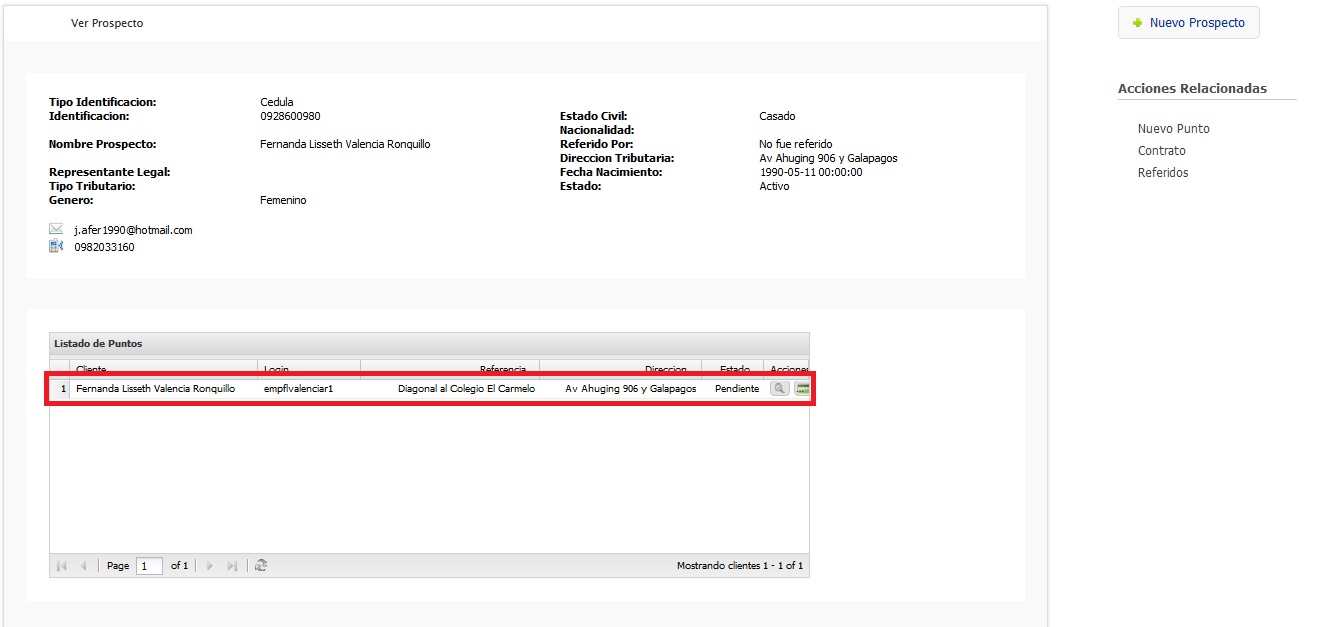 Ver Prospecto
Nuevo Prospecto
Acciones Relacionadas
Nuevo Punto
Contrato
Referidos
Tipo Identificacion: Cedula
Identificacion: 0928600980 Estado Civil: Casado
Nacionalidad:
Nombre Prospecto: Fernanda Lisseth Valencia Ronquillo Referido Por: No fue referido
Direccion Tributaria: Av Ahuging 906 y Galapagos
Representante Legal: Fecha Nacimiento: 1990-05-11 00:00:00
Tipo Tributario: Estado: Activo
Genero: Femenino
j.afer1990@hotmail.com
0982033160
Listado de Puntos
Cliente Login Referencia Direccion Estado Acciones
1 Fernanda Lisseth Valencia Ronquillo empflvalenciar1 Diagonal al Colegio El Carmelo Av Ahuging 906 y Galapagos Pendiente
Page 1 of 1 Mostrando clientes 1 - 1 of 1